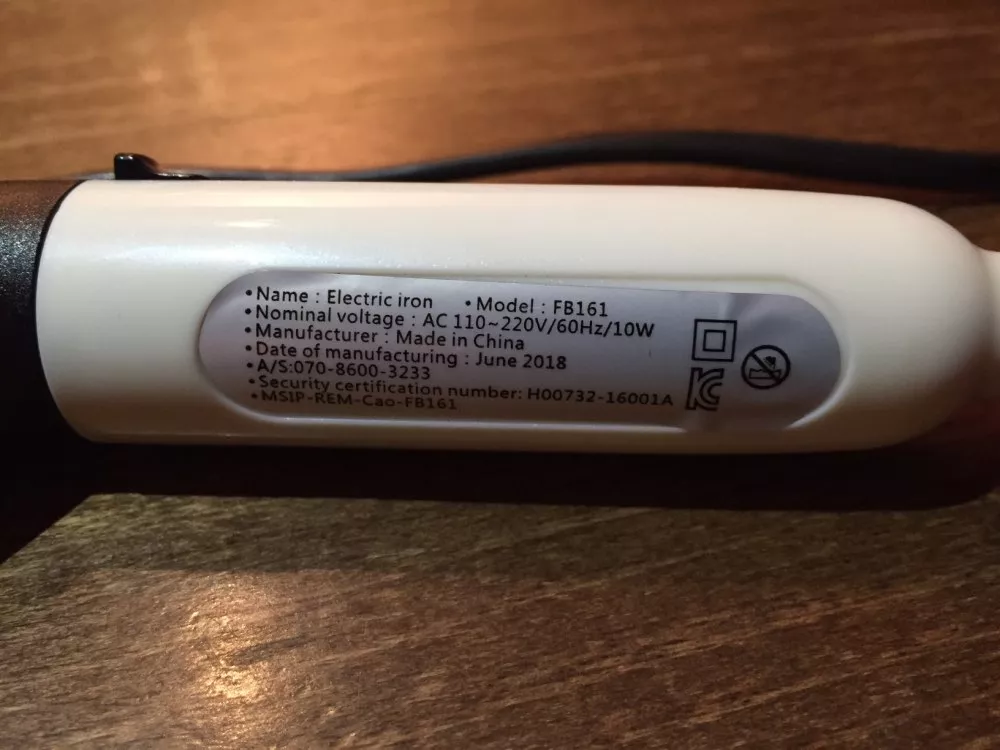 •Name : Electric iron •Model : FB161
•Nominal voltage : AC 110~220V/60Hz/10W
•Manufacturer : Made in China
•Date of manufacturing : June 2018
•A/S:070-8600-3233
•Security certification number: H00732-16001A
•MSIP-REM-Cao-FB161